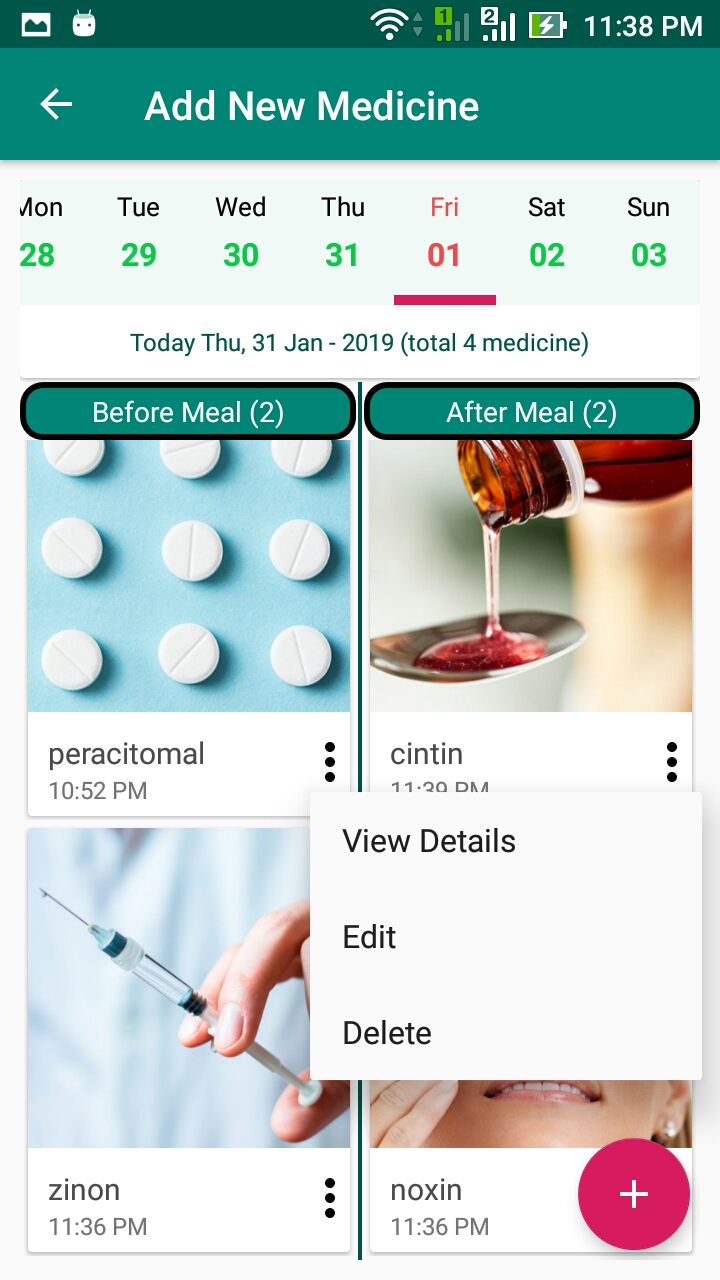 1 2 11:38 PM
Add New Medicine
Mon Tue Wed Thu Fri Sat Sun
28 29 30 31 01 02 03
Today Thu, 31 Jan - 2019 (total 4 medicine)
Before Meal (2) After Meal (2)
peracitomal
10:52 PM
cintin
11:39 PM
View Details
Edit
Delete
zinon
11:36 PM
noxin
11:36 PM
+